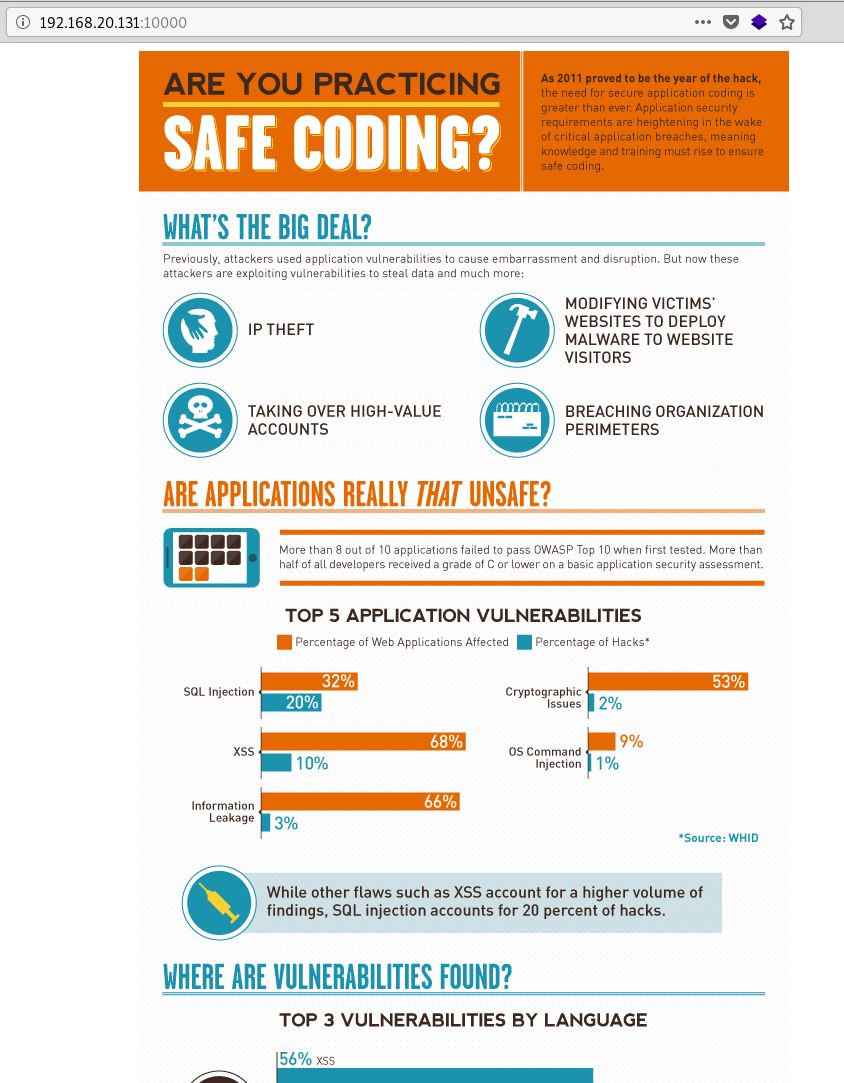 192.168.20.131:10000
ARE YOU PRACTICING
SAFE CODING?
As 2011 proved to be the year of the hack,
the need for secure application coding is
greater than ever. Application security
requirements are heightening in the wake
of critical application breaches, meaning
knowledge and training must rise to ensure
safe coding.
WHAT'S THE BIG DEAL?
Previously, attackers used application vulnerabilities to cause embarrassment and disruption. But now these
attackers are exploiting vulnerabilities to steal data and much more:
IP THEFT
MODIFYING VICTIMS'
WEBSITES TO DEPLOY
MALWARE TO WEBSITE
VISITORS
TAKING OVER HIGH-VALUE
ACCOUNTS
BREACHING ORGANIZATION
PERIMETERS
ARE APPLICATIONS REALLY THAT UNSAFE?
More than 8 out of 10 applications failed to pass OWASP Top 10 when first tested. More than
half of all developers received a grade of C or lower on a basic application security assessment.
TOP 5 APPLICATION VULNERABILITIES
Percentage of Web Applications Affected
Percentage of Hacks*
SQL Injection
32%
20%
XSS
68%
10%
Information
Leakage
66%
3%
Cryptographic
Issues
53%
2%
OS Command
Injection
9%
1%
*Source: WHID
While other flaws such as XSS account for a higher volume of
findings, SQL injection accounts for 20 percent of hacks.
WHERE ARE VULNERABILITIES FOUND?
TOP 3 VULNERABILITIES BY LANGUAGE
56% XSS